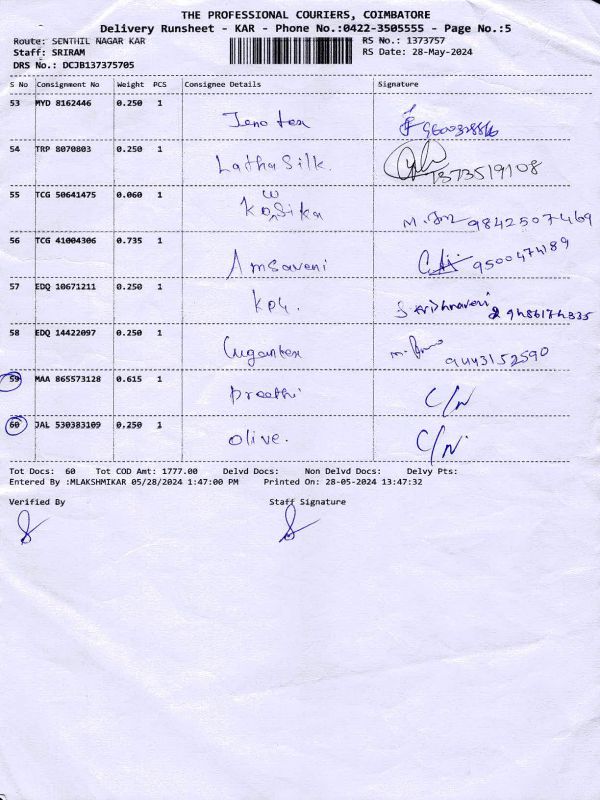 THE PROFESSIONAL COURIERS, COIMBATORE
Delivery Runsheet - KAR - Phone No.:0422-3505555 - Page No.:5
Route: SENTHIL NAGAR KAR RS No.: 1373757
Staff: SRIRAM RS Date: 28-May-2024
DRS No.: DCJB137375705
S No Consignment No Weight PCS Consignee Details Signature
53 MYD 8162446 0.250 1
Jeno tex
54 TRP 8070803 0.250 1
Latha Silk. 7373519108
55 TCG 50641475 0.060 1
9842507469
56 TCG 41004306 0.735 1
Amsaveni 9500474189
57 EDQ 10671211 0.250 1
58 EDQ 14422097 0.250 1
9443152590
59 MAA 865573128 0.615 1
Preethi C/N
60 JAL 530383109 0.250 1
Olive. C/N.
Tot Docs: 60 Tot COD Amt: 1777.00 Delvd Docs: Non Delvd Docs: Delvy Pts:
Entered By :MLAKSHMIKAR 05/28/2024 1:47:00 PM Printed On: 28-05-2024 13:47:32
Verified By Staff Signature